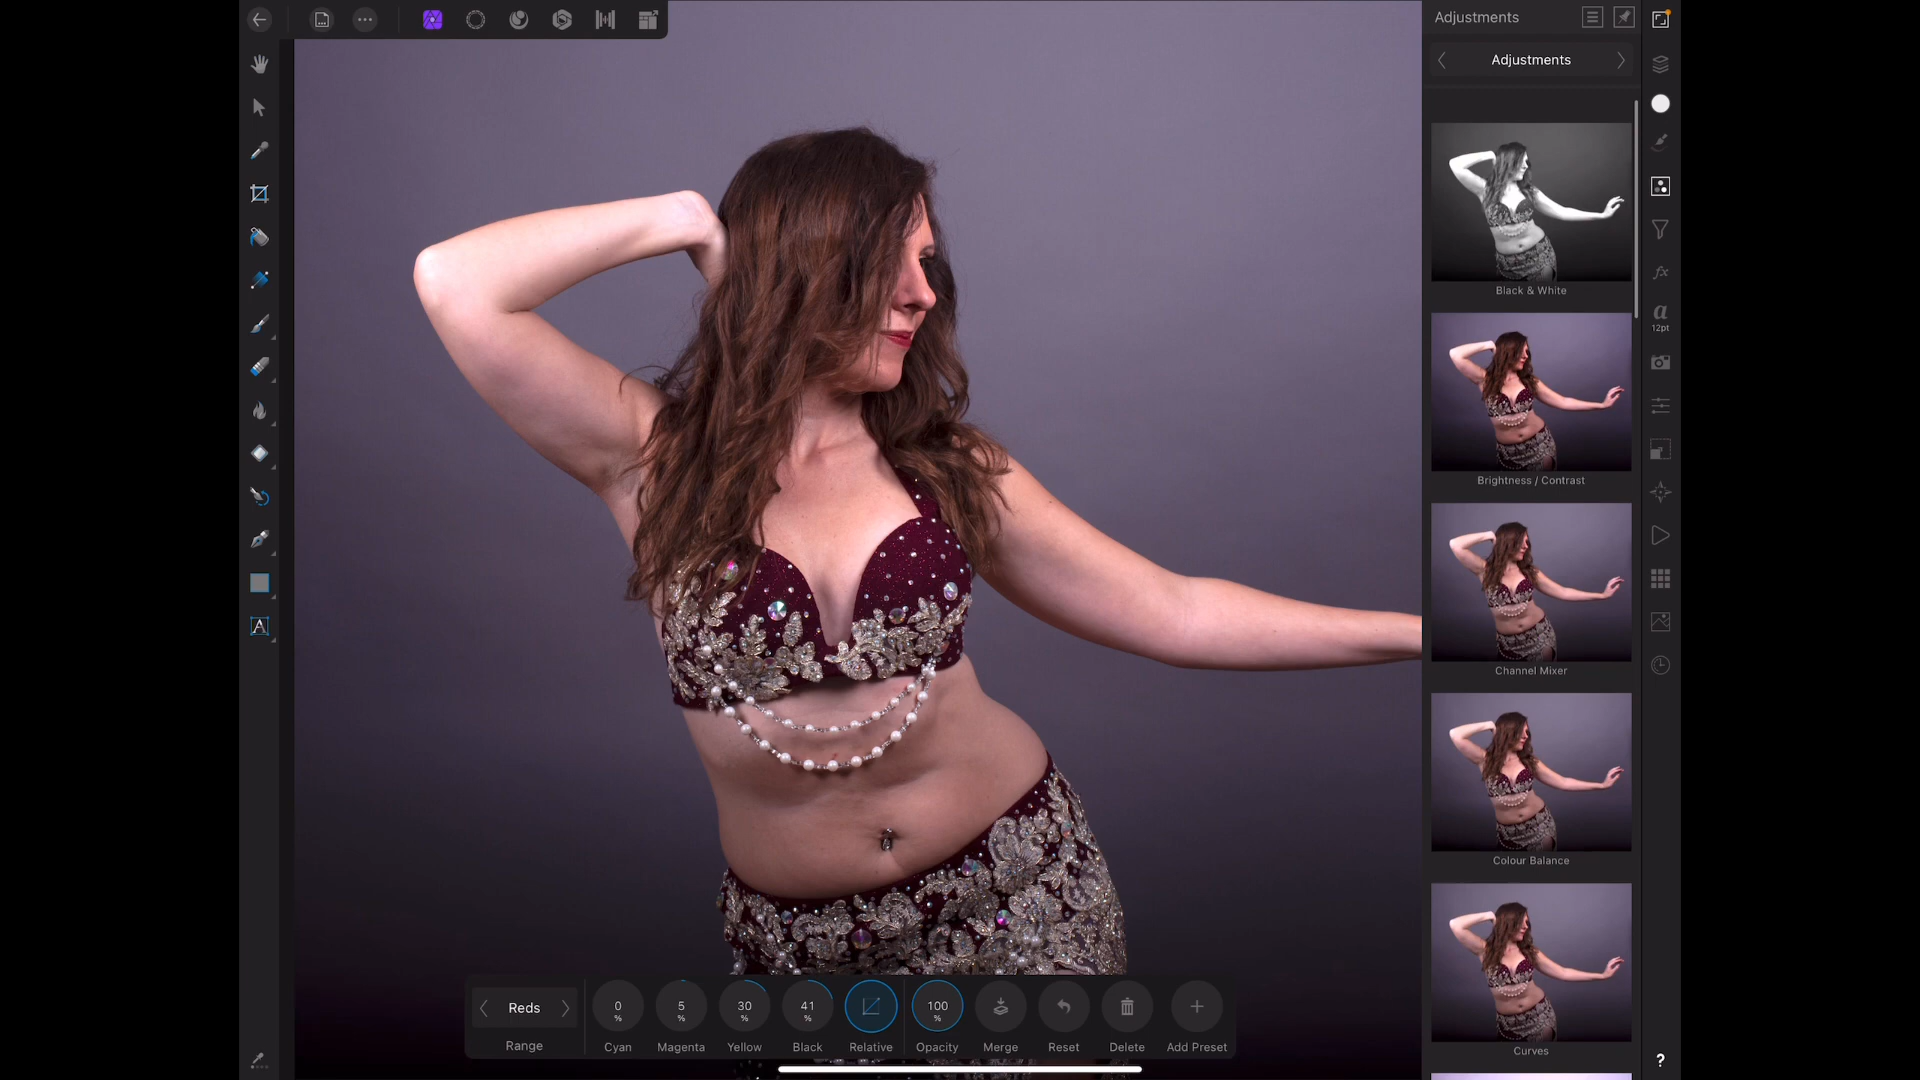 Adjustments
Adjustments
Black & White
Brightness / Contrast
Channel Mixer
Colour Balance
Curves
a
12pt
fx
A
Reds
Range
0
%
Cyan
5
%
Magenta
30
%
Yellow
41
%
Black
Relative
100
%
Opacity
Merge
Reset
Delete
Add Preset
?